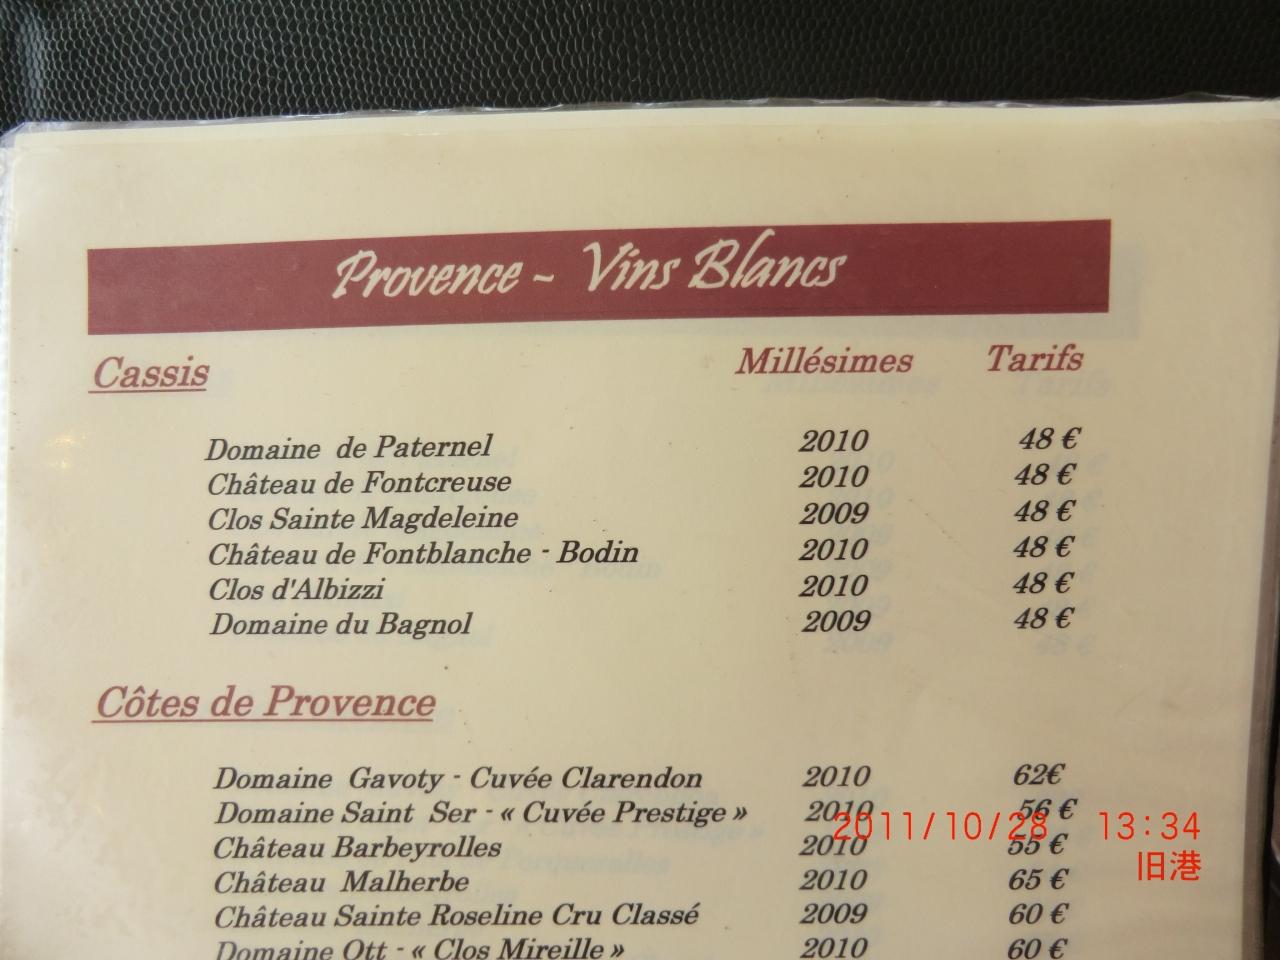 Provence ~ Vins Blancs
Cassis Millésimes Tarifs
Domaine de Paternel 2010 48 €
Château de Fontcreuse 2010 48 €
Clos Sainte Magdeleine 2009 48 €
Château de Fontblanche - Bodin 2010 48 €
Clos d'Albizzi 2010 48 €
Domaine du Bagnol 2009 48 €
Côtes de Provence
Domaine Gavoty - Cuvée Clarendon 2010 62€
Domaine Saint Ser - « Cuvée Prestige » 2010 56 €
Château Barbeyrolles 2010 55 €
Château Malherbe 2010 65 €
Château Sainte Roseline Cru Classé 2009 60 €
Domaine Ott - « Clos Mireille » 2010 60 €
2011/10/28 13:34
旧港